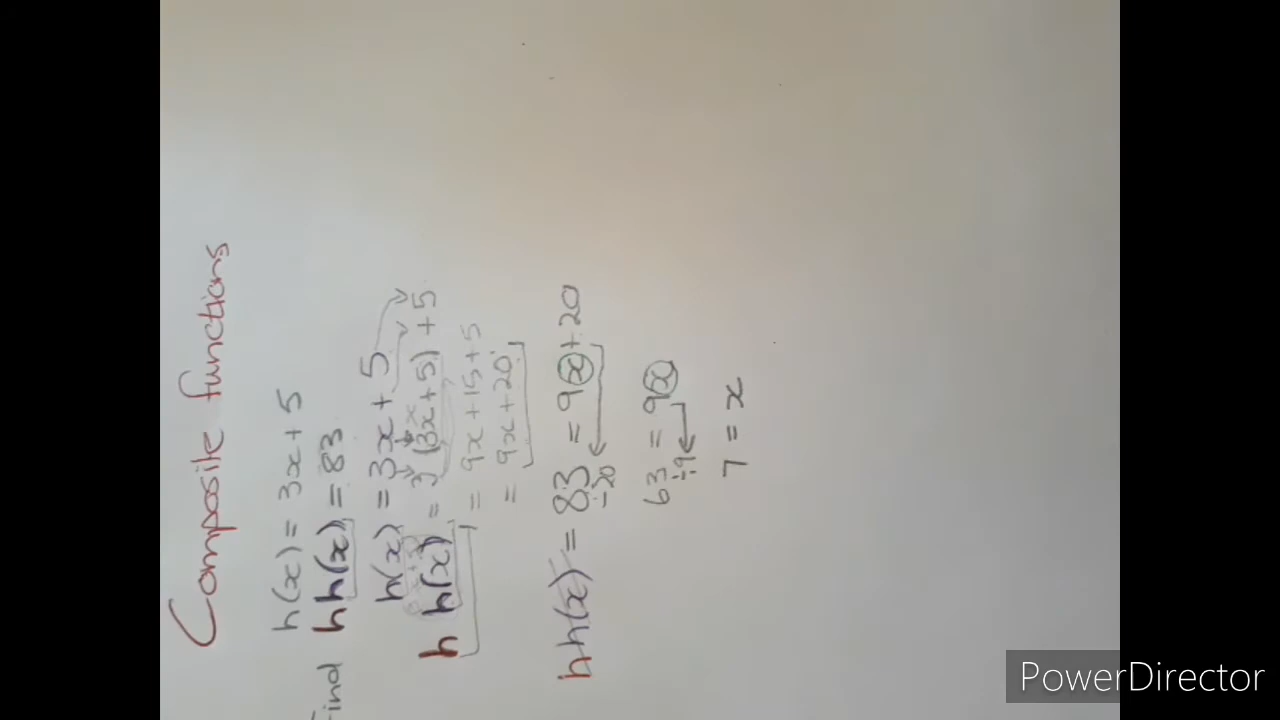 Composite functions
h(x) = 3x + 5
Find hh(x) = 83
h(x) = 3x + 5
h h(x) = 3(3x + 5) + 5
= 9x + 15 + 5
= 9x + 20
hh(x) = 83 = 9x + 20
-20
63 = 9x
÷9
7 = x
PowerDirector